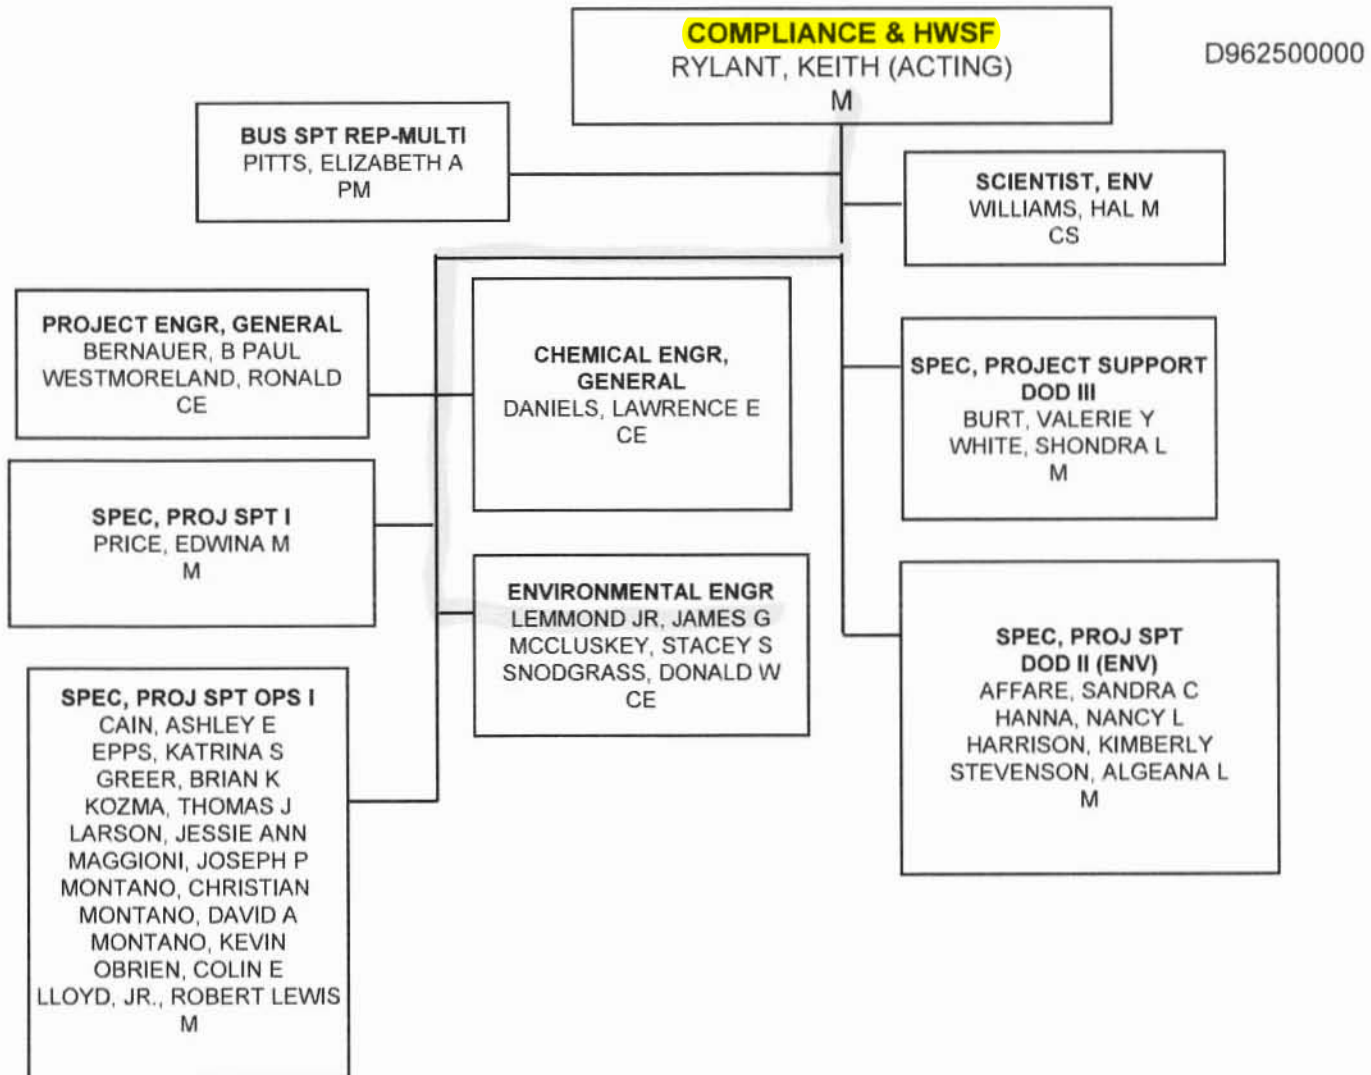 COMPLIANCE & HWSF
RYLANT, KEITH (ACTING)
M
D962500000
BUS SPT REP-MULTI
PITTS, ELIZABETH A
PM
SCIENTIST, ENV
WILLIAMS, HAL M
CS
PROJECT ENGR, GENERAL
BERNAUER, B PAUL
WESTMORELAND, RONALD
CE
CHEMICAL ENGR,
GENERAL
DANIELS, LAWRENCE E
CE
SPEC, PROJECT SUPPORT
DOD III
BURT, VALERIE Y
WHITE, SHONDRA L
M
SPEC, PROJ SPT I
PRICE, EDWINA M
M
ENVIRONMENTAL ENGR
LEMMOND JR, JAMES G
MCCLUSKEY, STACEY S
SNODGRASS, DONALD W
CE
SPEC, PROJ SPT
DOD II (ENV)
AFFARE, SANDRA C
HANNA, NANCY L
HARRISON, KIMBERLY
STEVENSON, ALGEANA L
M
SPEC, PROJ SPT OPS I
CAIN, ASHLEY E
EPPS, KATRINA S
GREER, BRIAN K
KOZMA, THOMAS J
LARSON, JESSIE ANN
MAGGIONI, JOSEPH P
MONTANO, CHRISTIAN
MONTANO, DAVID A
MONTANO, KEVIN
OBRIEN, COLIN E
LLOYD, JR., ROBERT LEWIS
M